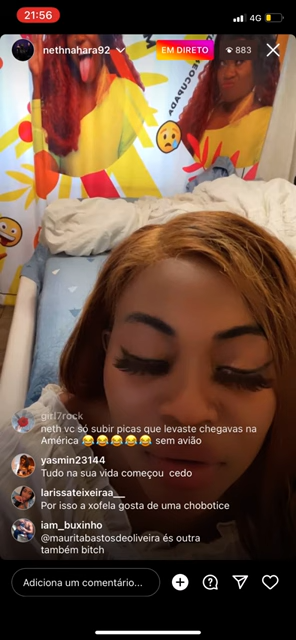 21:56
4G
nethnahara92
EM DIRETO
883
DESOCUPADA
girl7rock
neth vc só subir picas que levaste chegavas na
América 😂😂😂😂😂 sem avião
yasmin23144
Tudo na sua vida começou cedo
larissateixeiraa__
Por isso a xofela gosta de uma chobotice
iam_buxinho
@mauritabastosdeoliveira és outra
também bitch
Adiciona um comentário...